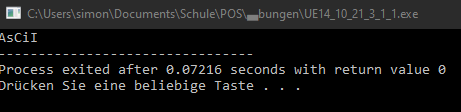 C:\Users\simon\Documents\Schule\POS\▄bungen\UE14_10_21_3_1_1.exe
AsCiI
--------------------------------
Process exited after 0.07216 seconds with return value 0
Drücken Sie eine beliebige Taste . . .